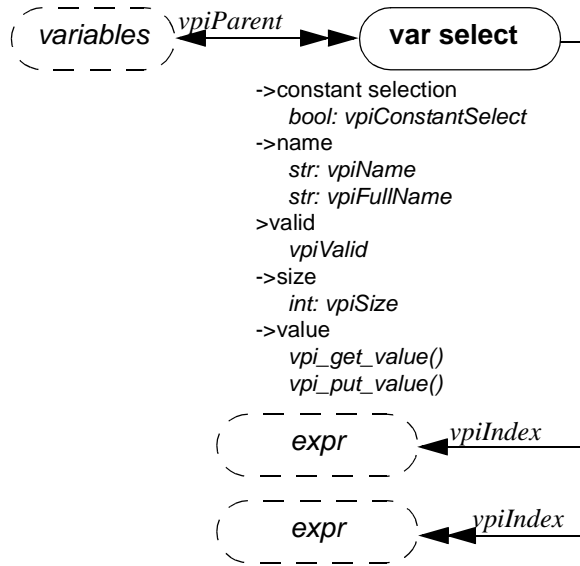 variables vpiParent var select
->constant selection
bool: vpiConstantSelect
->name
str: vpiName
str: vpiFullName
>valid
vpiValid
->size
int: vpiSize
->value
vpi_get_value()
vpi_put_value()
expr vpiIndex
expr vpiIndex